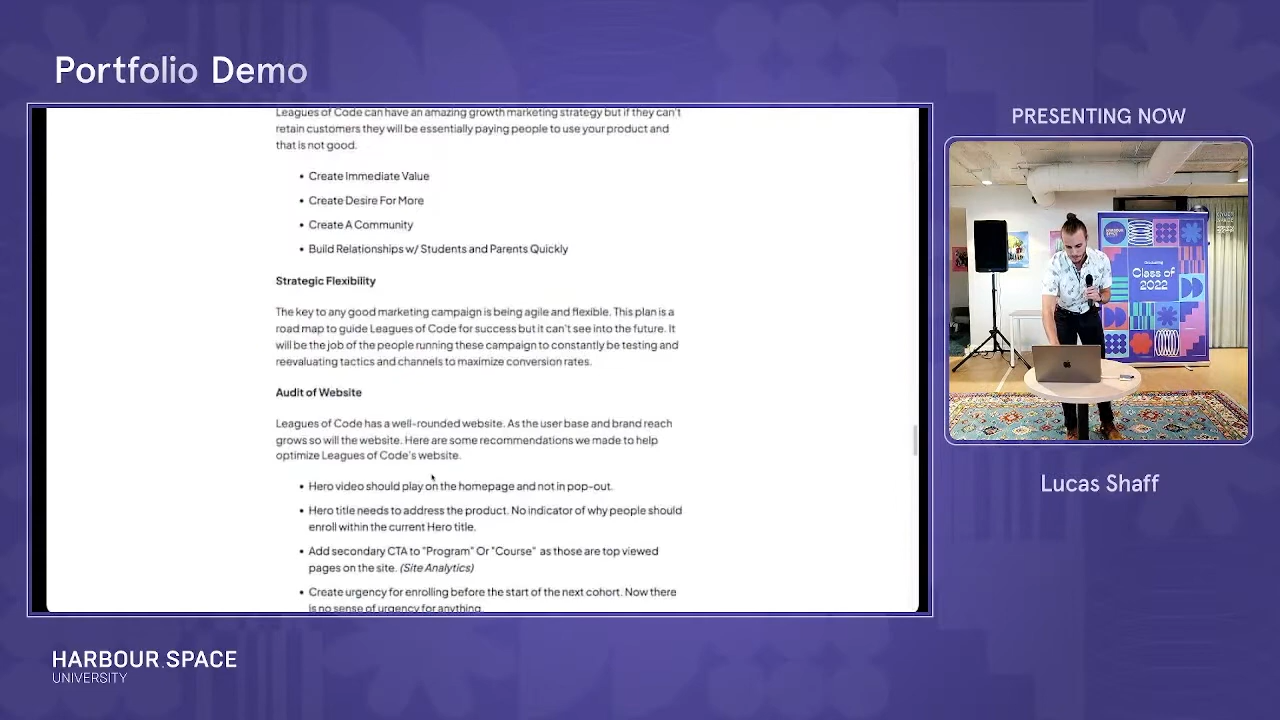 Portfolio Demo
Leagues of Code can have an amazing growth marketing strategy but if they can't
retain customers they will be essentially paying people to use your product and
that is not good.
• Create Immediate Value
• Create Desire For More
• Create A Community
• Build Relationships w/ Students and Parents Quickly
Strategic Flexibility
The key to any good marketing campaign is being agile and flexible. This plan is a
road map to guide Leagues of Code for success but it can't see into the future. It
will be the job of the people running these campaign to constantly be testing and
reevaluating tactics and channels to maximize conversion rates.
Audit of Website
Leagues of Code has a well-rounded website. As the user base and brand reach
grows so will the website. Here are some recommendations we made to help
optimize Leagues of Code's website.
• Hero video should play on the homepage and not in pop-out.
• Hero title needs to address the product. No indicator of why people should
enroll within the current Hero title.
• Add secondary CTA to "Program" Or "Course" as those are top viewed
pages on the site. (Site Analytics)
• Create urgency for enrolling before the start of the next cohort. Now there
is no sense of urgency for anything.
PRESENTING NOW
Class of
2022
Lucas Shaff
HARBOUR.SPACE
UNIVERSITY